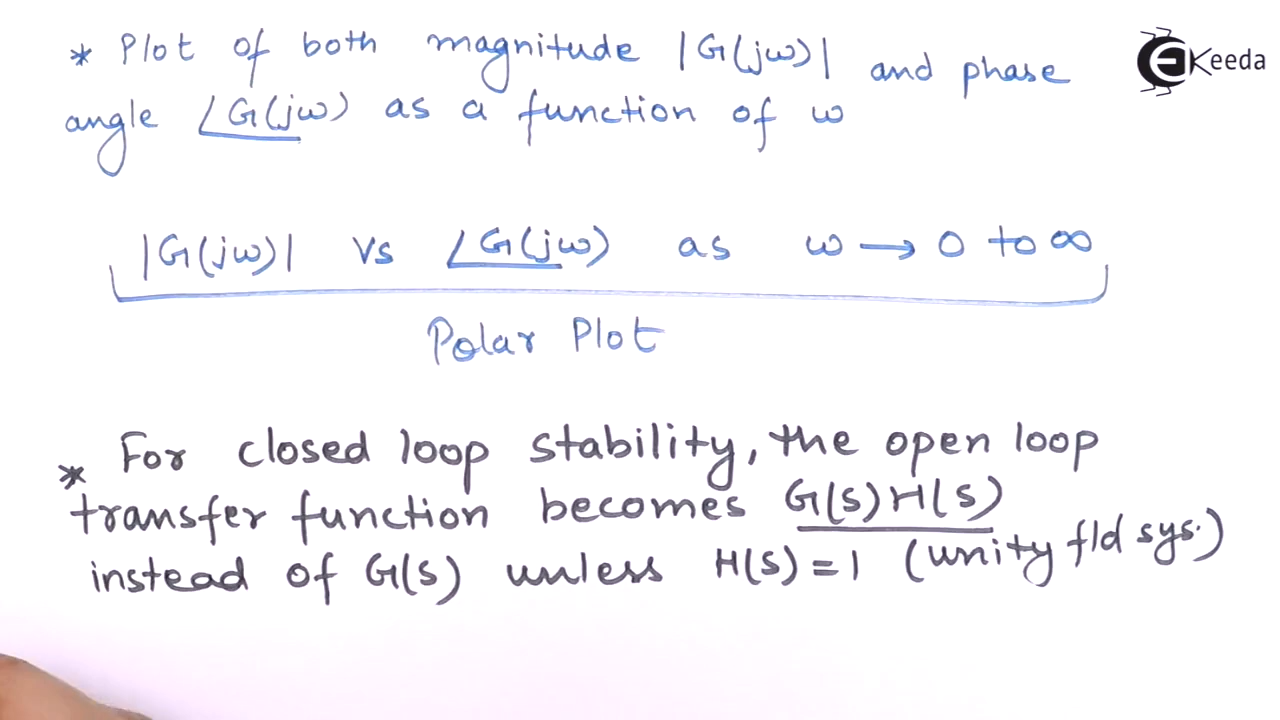 * Plot of both magnitude |G(jω)| and phase
angle ∠G(jω) as a function of ω
EKeeda
|G(jω)| vs ∠G(jω) as ω → 0 to ∞
Polar Plot
* For closed loop stability, the open loop
transfer function becomes G(s)H(s)
instead of G(s) unless H(s) = 1 (unity f/d sys.)